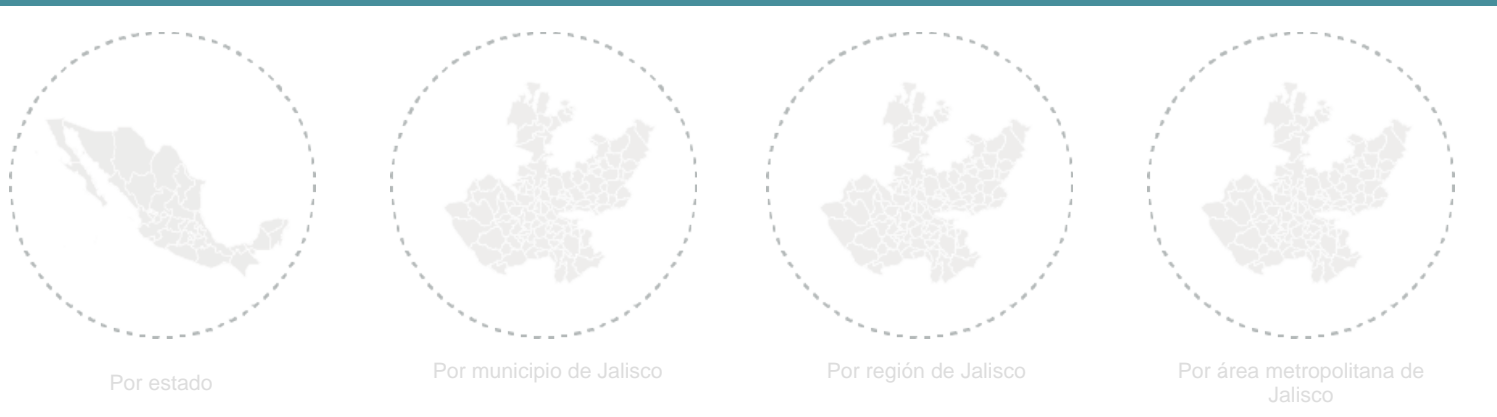 Por estado
Por municipio de Jalisco
Por región de Jalisco
Por área metropolitana de
Jalisco